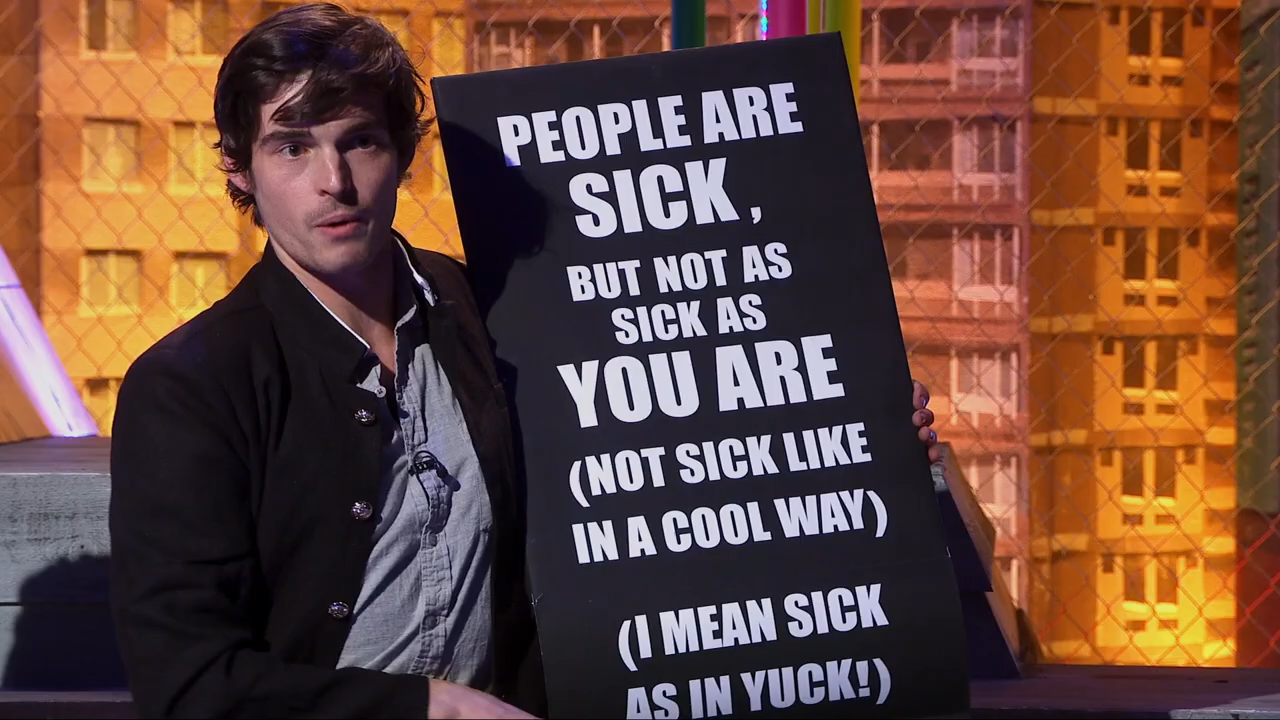 PEOPLE ARE
SICK,
BUT NOT AS
SICK AS
YOU ARE
(NOT SICK LIKE
IN A COOL WAY)
(I MEAN SICK
AS IN YUCK!)